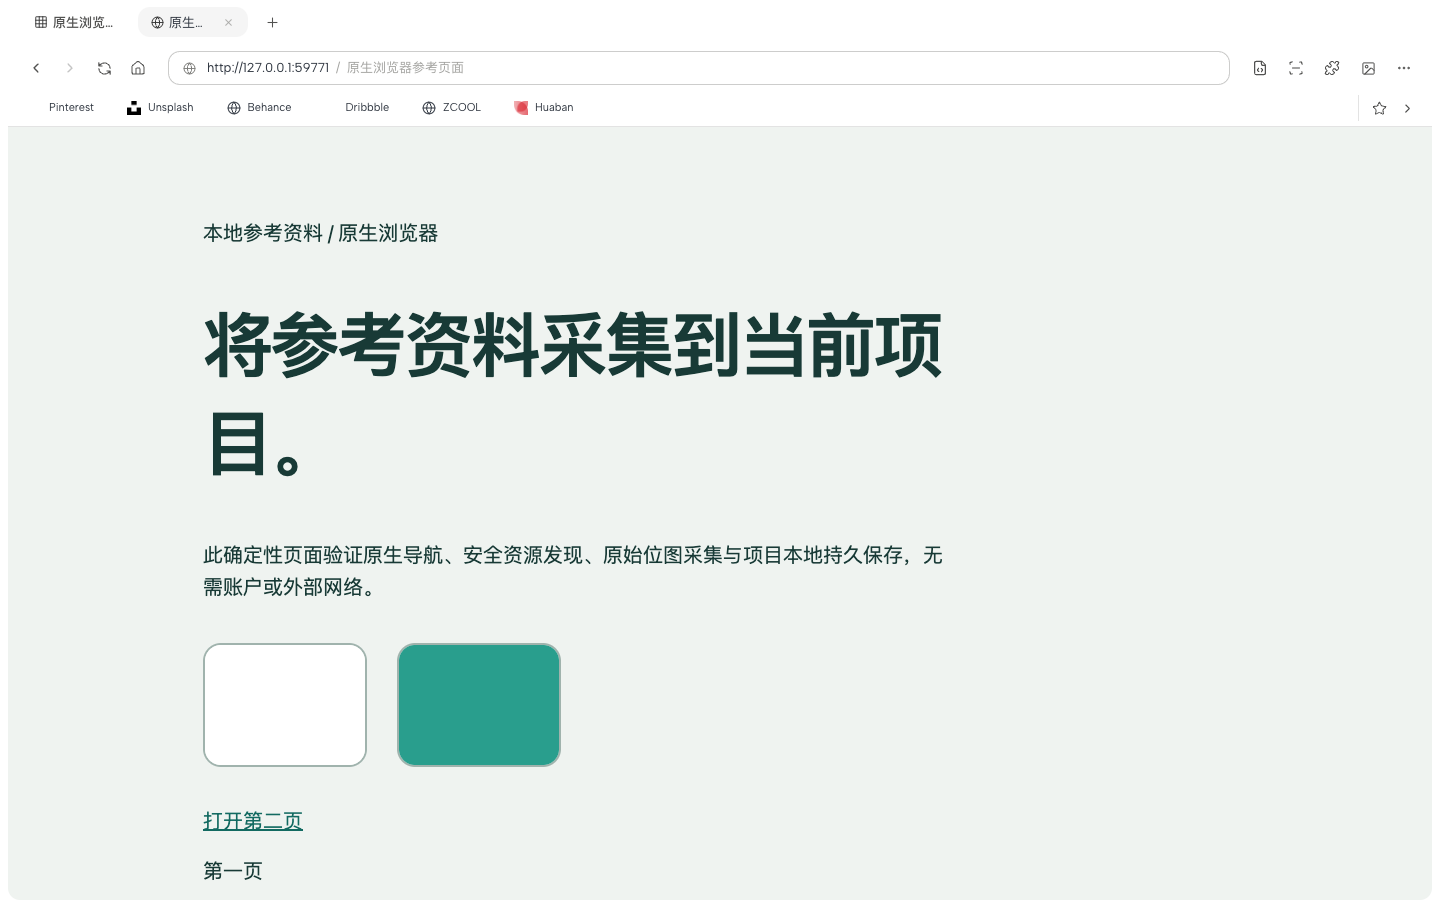 原生浏览...
原生...
http://127.0.0.1:59771 / 原生浏览器参考页面
Pinterest
Unsplash
Behance
Dribbble
ZCOOL
Huaban
本地参考资料 / 原生浏览器
将参考资料采集到当前项
目。
此确定性页面验证原生导航、安全资源发现、原始位图采集与项目本地持久保存，无
需账户或外部网络。
打开第二页
第一页